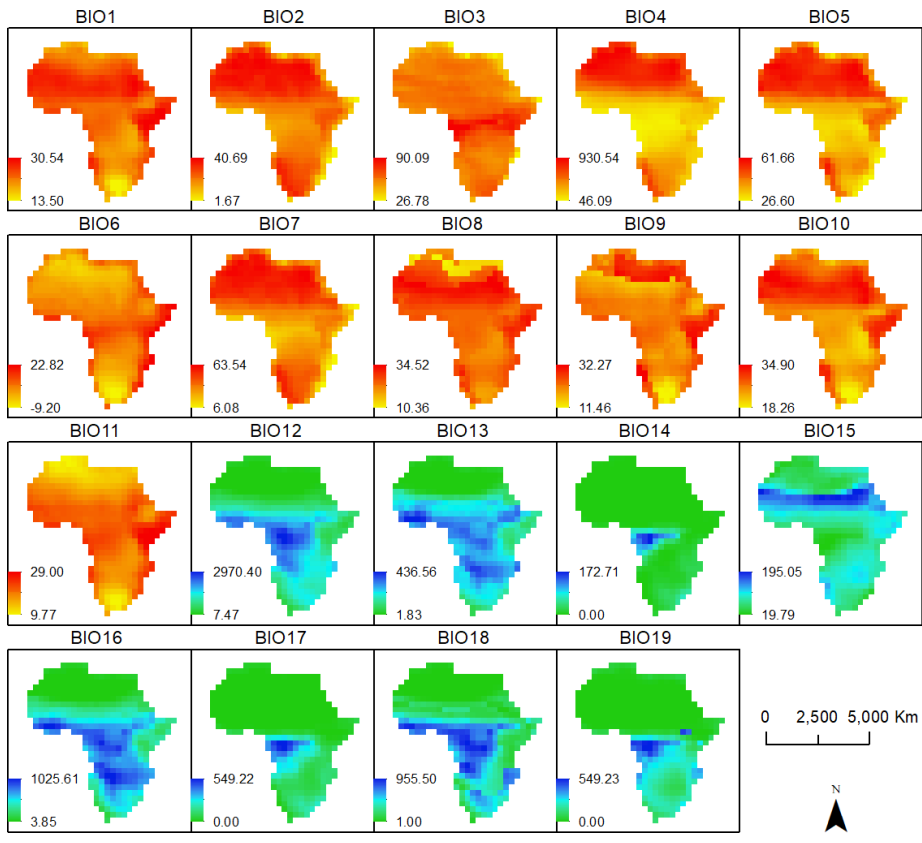 BIO1 BIO2 BIO3 BIO4 BIO5
30.54 40.69 90.09 930.54 61.66
13.50 1.67 26.78 46.09 26.60
BIO6 BIO7 BIO8 BIO9 BIO10
22.82 63.54 34.52 32.27 34.90
-9.20 6.08 10.36 11.46 18.26
BIO11 BIO12 BIO13 BIO14 BIO15
29.00 2970.40 436.56 172.71 195.05
9.77 7.47 1.83 0.00 19.79
BIO16 BIO17 BIO18 BIO19
0 2,500 5,000 Km
1025.61 549.22 955.50 549.23
3.85 0.00 1.00 0.00
N